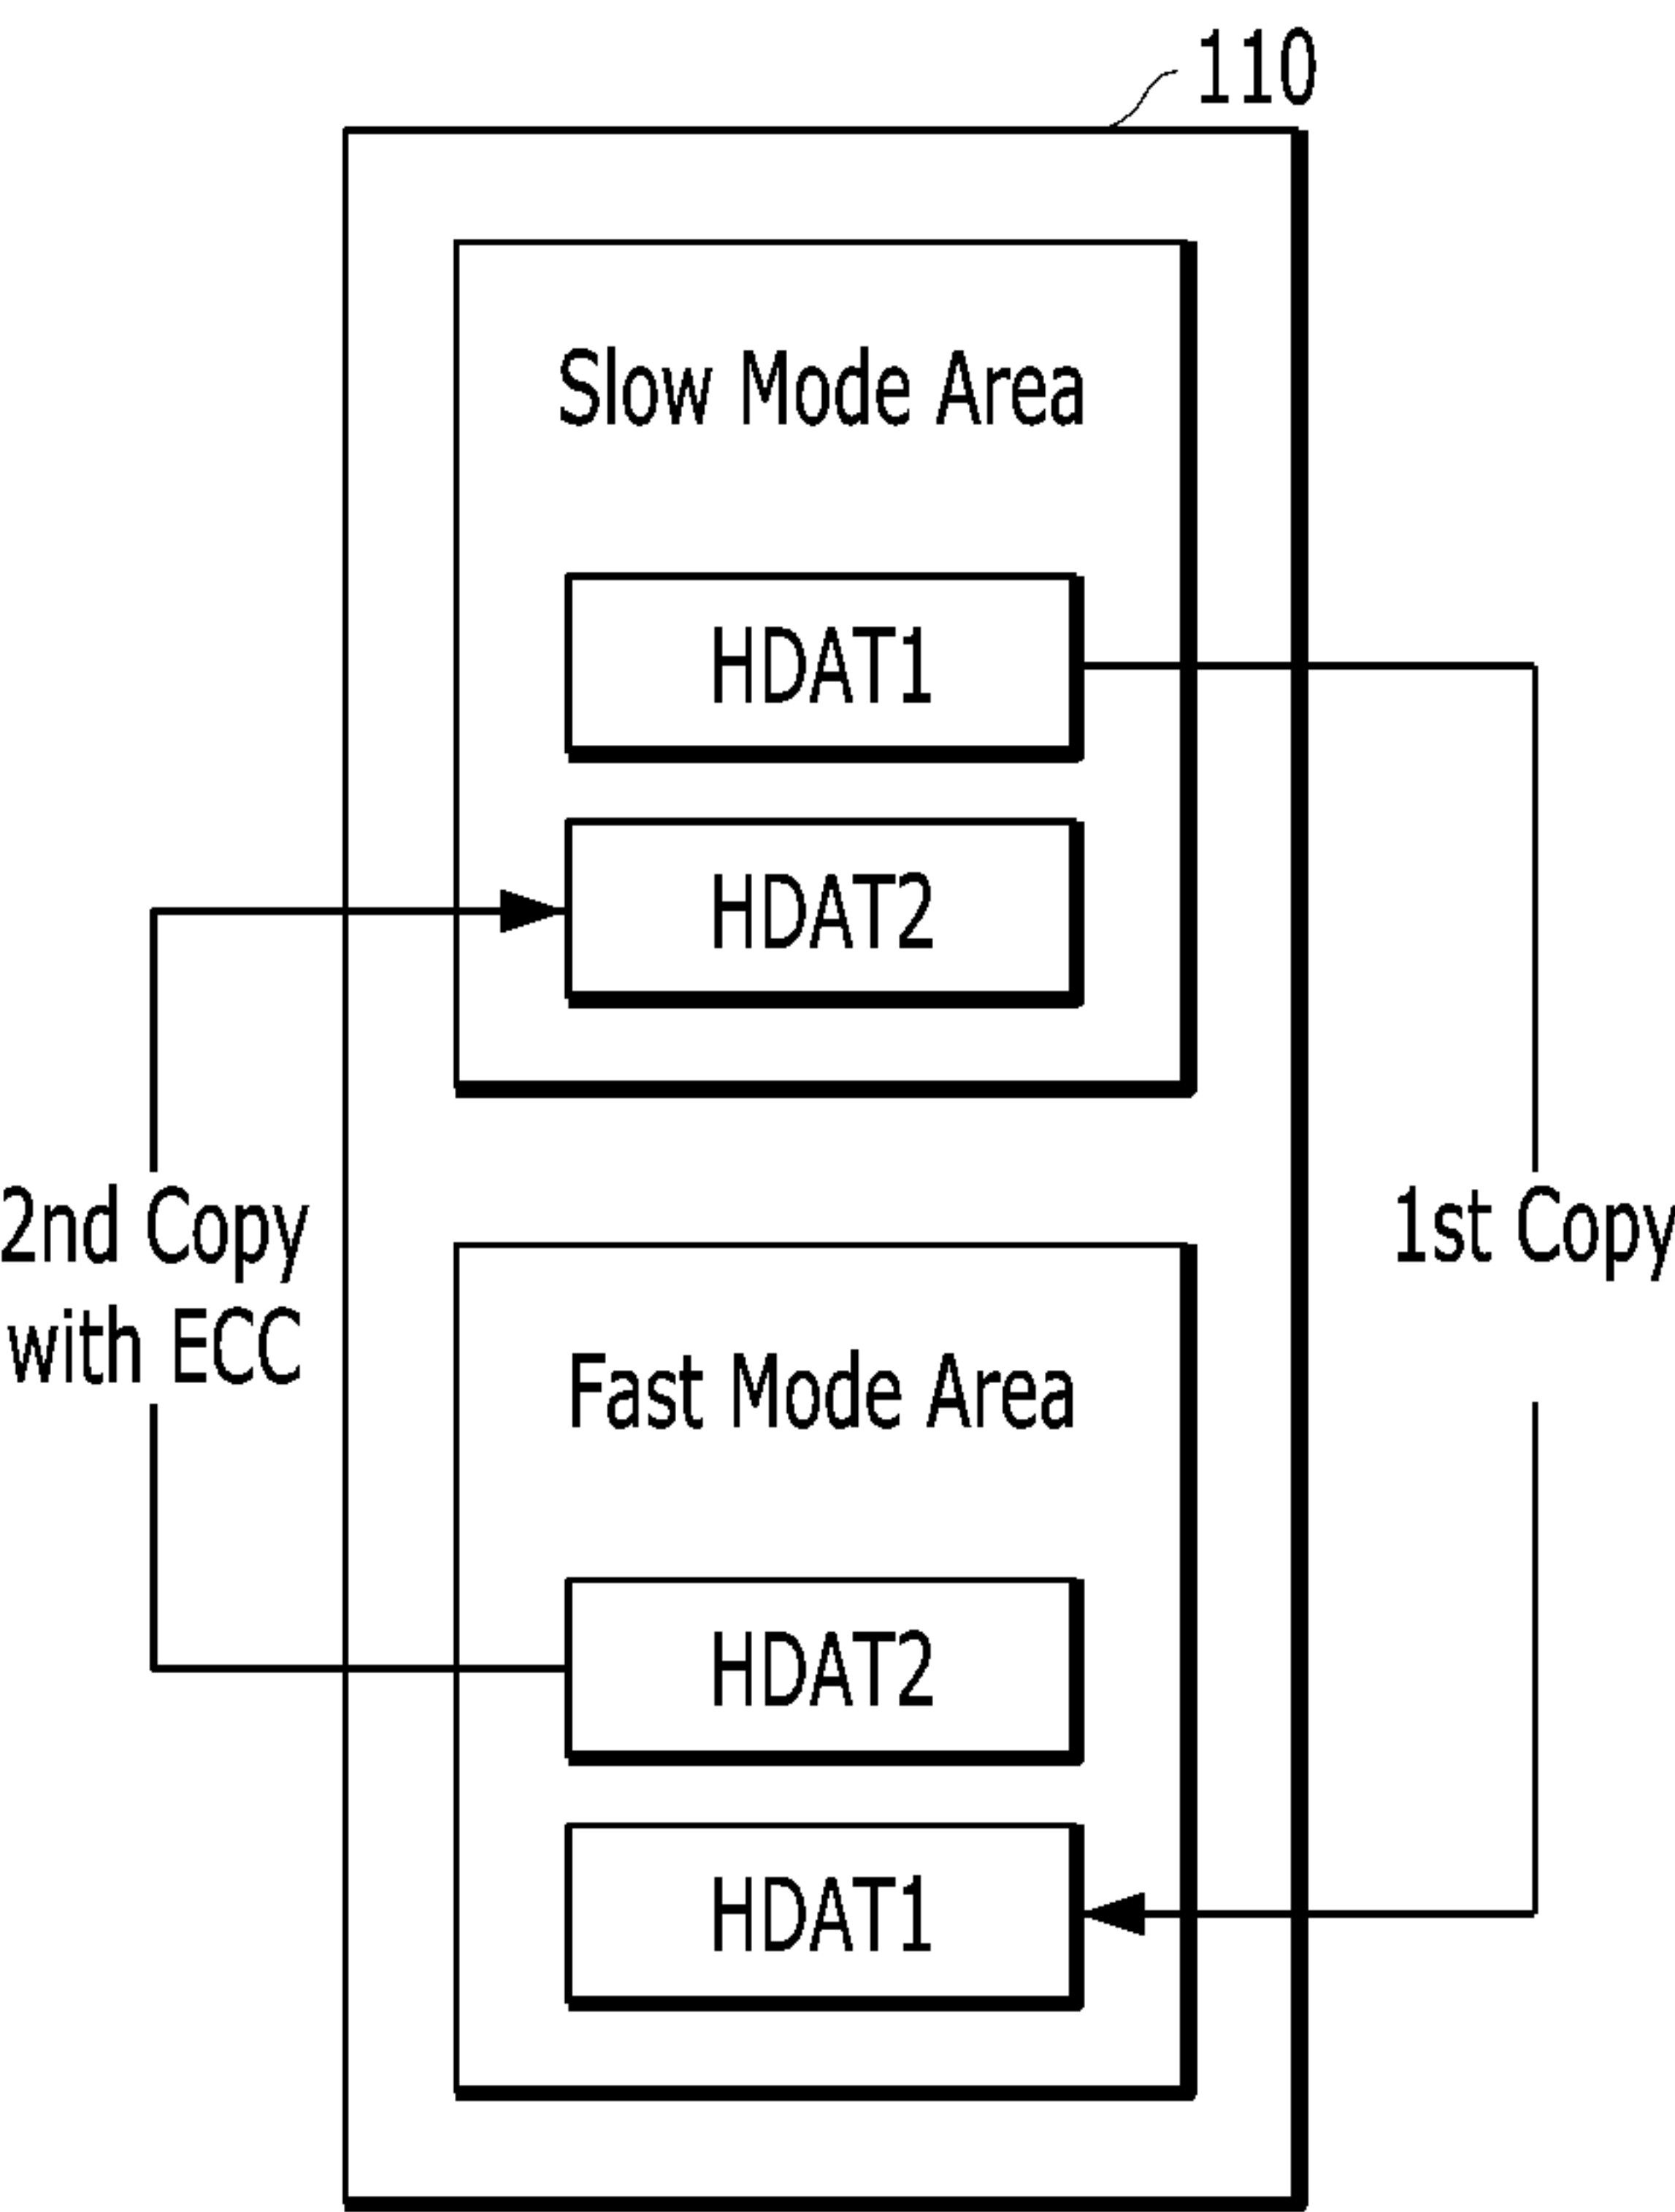 110
Slow Mode Area
HDAT1
HDAT2
2nd Copy
with ECC
1st Copy
Fast Mode Area
HDAT2
HDAT1